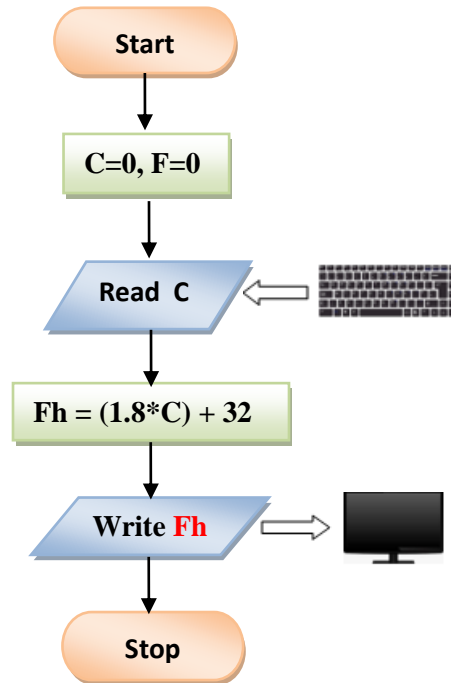 Start
C=0, F=0
Read C
Fh = (1.8*C) + 32
Write Fh
Stop